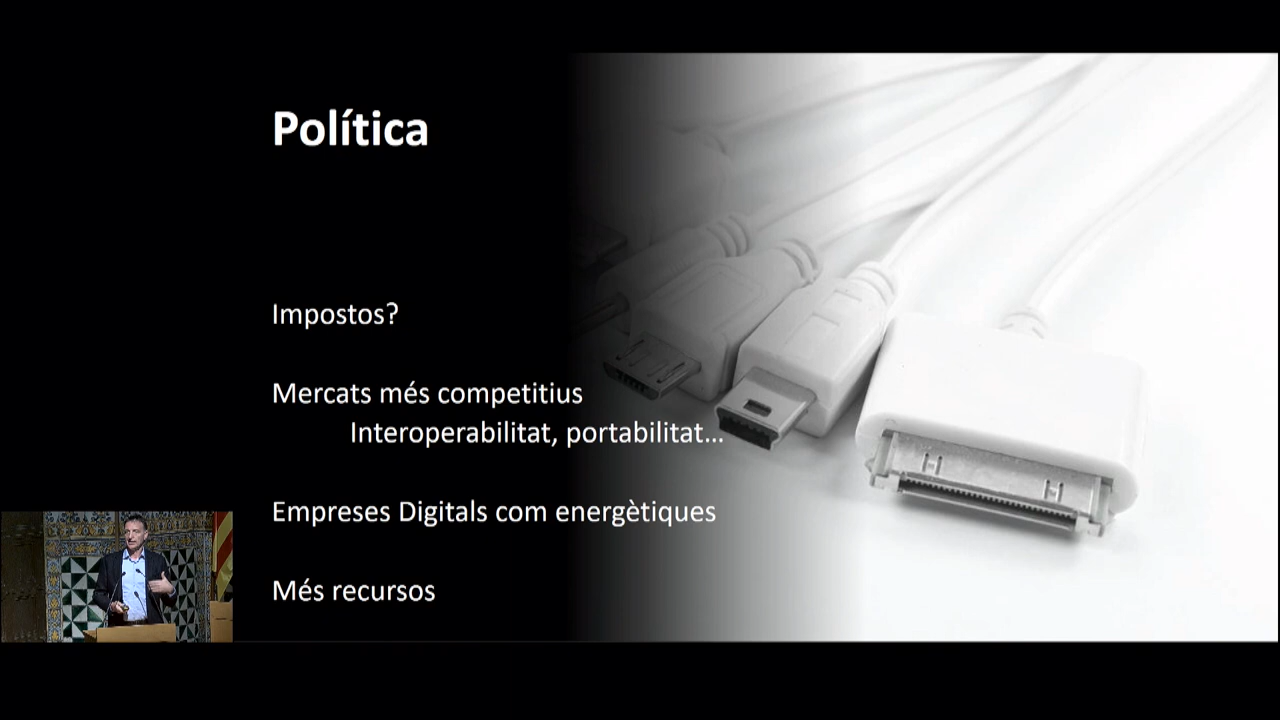 Política
Impostos?
Mercats més competitius
Interoperabilitat, portabilitat...
Empreses Digitals com energètiques
Més recursos